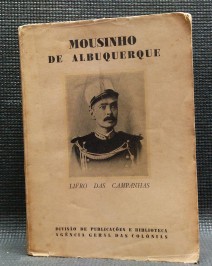 MOUSINHO
DE ALBUQUERQUE
LIVRO DAS CAMPANHAS
DIVISÃO DE PUBLICAÇÕES E BIBLIOTECA
AGÊNCIA GERAL DAS COLÓNIAS